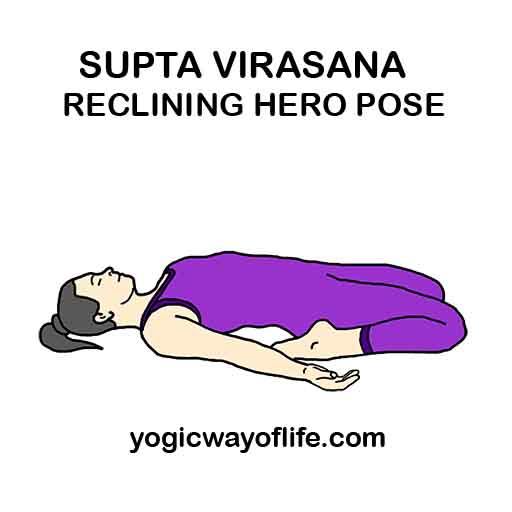 SUPTA VIRASANA
RECLINING HERO POSE
yogicwayoflife.com